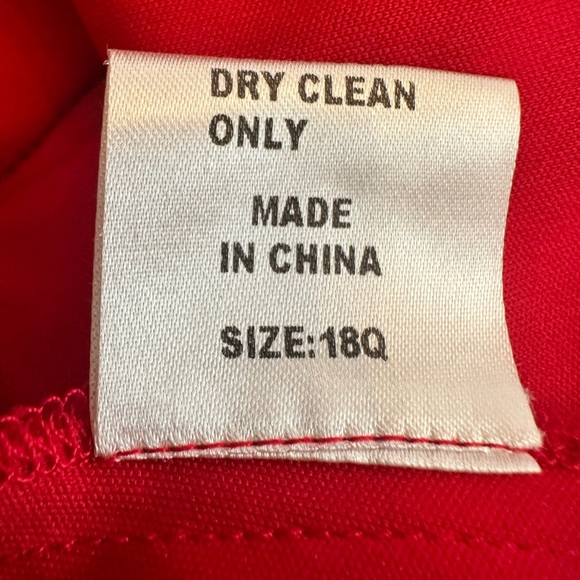 DRY CLEAN
ONLY
MADE
IN CHINA
SIZE:18Q